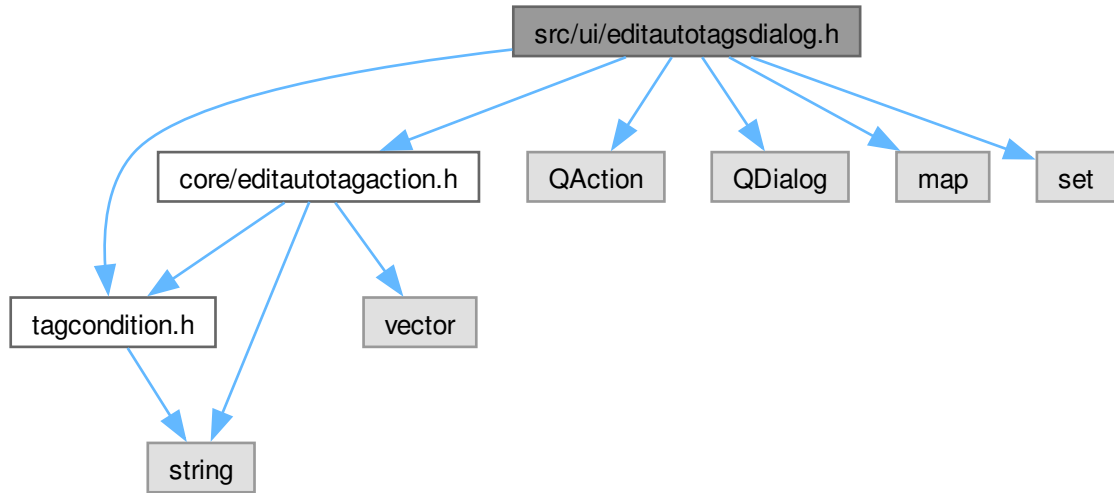 src/ui/editautotagsdialog.h
core/editautotagaction.h
QAction
QDialog
map
set
tagcondition.h
vector
string